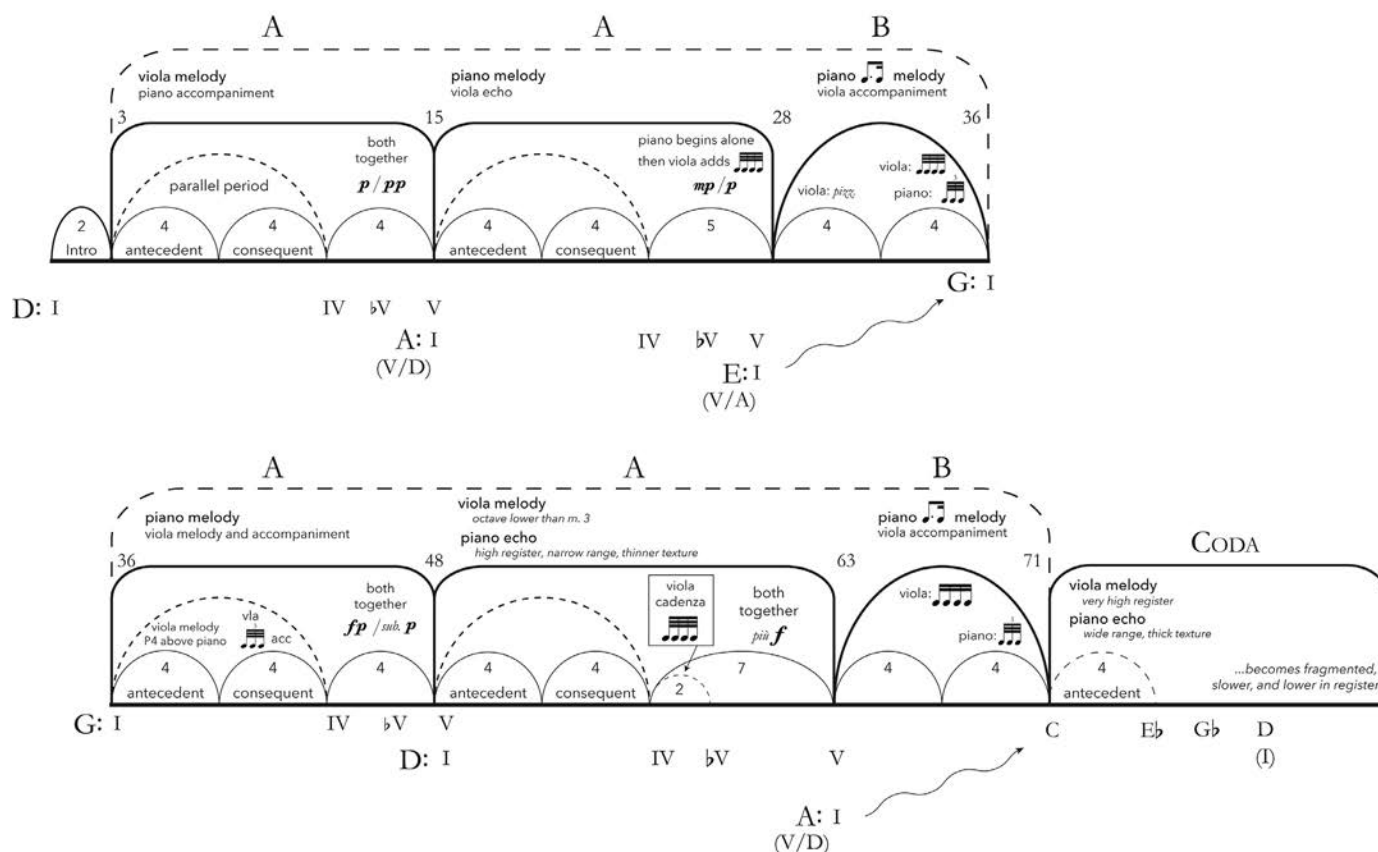 A A B
viola melody
piano accompaniment
piano melody
viola echo
piano melody
viola accompaniment
3 15 28 36
both
together
p / pp
piano begins alone
then viola adds
mp / p
viola:
parallel period
viola: pizz.
piano: 3
2 4 4 4 4 4 5 4 4
Intro antecedent consequent antecedent consequent
G: I
D: I IV ♭V V
A: I IV ♭V V
(V/D) E: I
(V/A)
A A B
viola melody
octave lower than m. 3
piano melody
viola melody and accompaniment
piano echo
high register, narrow range, thinner texture
piano melody
viola accompaniment
CODA
36 48 63 71
viola melody
very high register
piano echo
wide range, thick texture
both
together
fp / sub. p
viola
cadenza
both
together
più f
viola:
viola melody
P4 above piano
vla
3
acc
piano: 3
4 4 4 4 4 2 7 4 4 4
antecedent consequent antecedent consequent antecedent
...becomes fragmented,
slower, and lower in register
G: I IV ♭V V C E♭ G♭ D
D: I IV ♭V V (I)
A: I
(V/D)